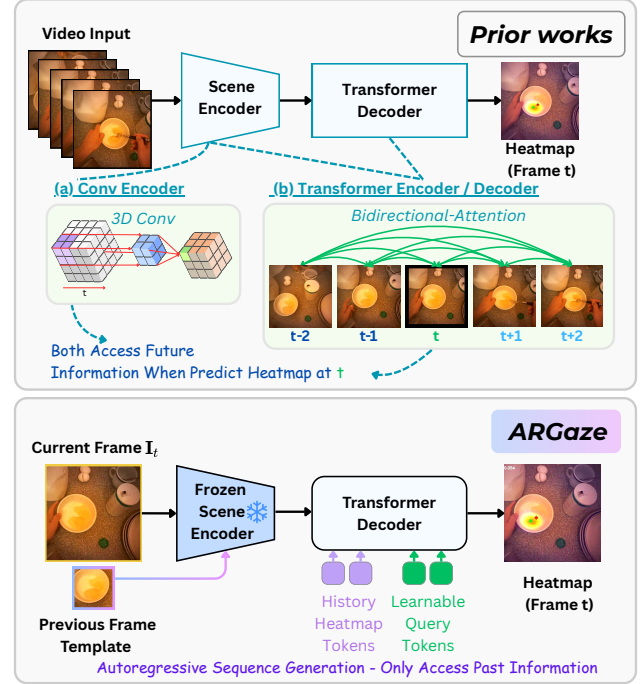 Prior works
Video Input
Scene
Encoder
Transformer
Decoder
Heatmap
(Frame t)
(a) Conv Encoder
(b) Transformer Encoder / Decoder
3D Conv
t
Bidirectional-Attention
t-2
t-1
t
t+1
t+2
Both Access Future
Information When Predict Heatmap at t
ARGaze
Current Frame I_t
Frozen
Scene
Encoder
Transformer
Decoder
Heatmap
(Frame t)
Previous Frame
Template
History
Heatmap
Tokens
Learnable
Query
Tokens
Autoregressive Sequence Generation - Only Access Past Information